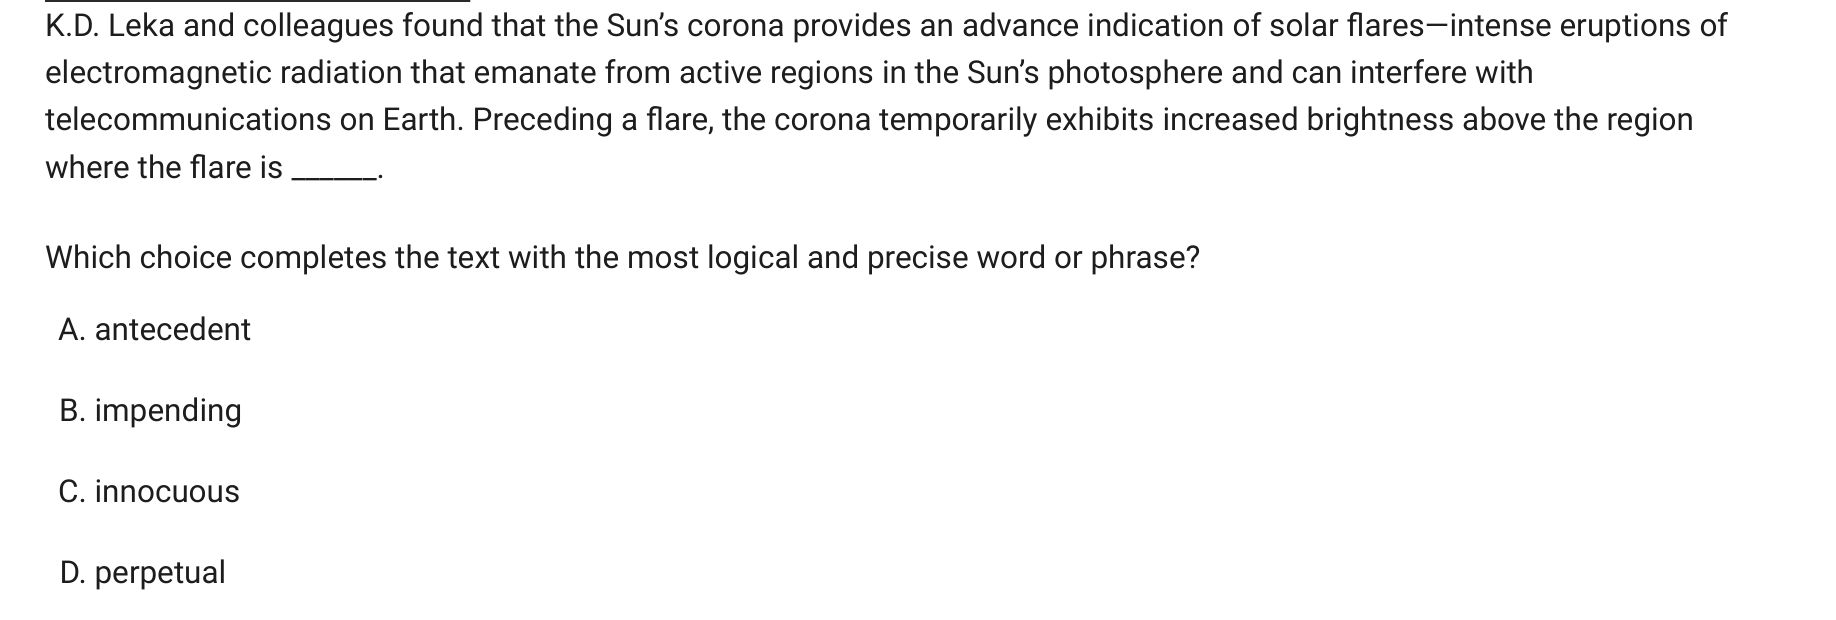 K.D. Leka and colleagues found that the Sun’s corona provides an advance indication of solar flares—intense eruptions of
electromagnetic radiation that emanate from active regions in the Sun’s photosphere and can interfere with
telecommunications on Earth. Preceding a flare, the corona temporarily exhibits increased brightness above the region
where the flare is ______.
Which choice completes the text with the most logical and precise word or phrase?
A. antecedent
B. impending
C. innocuous
D. perpetual